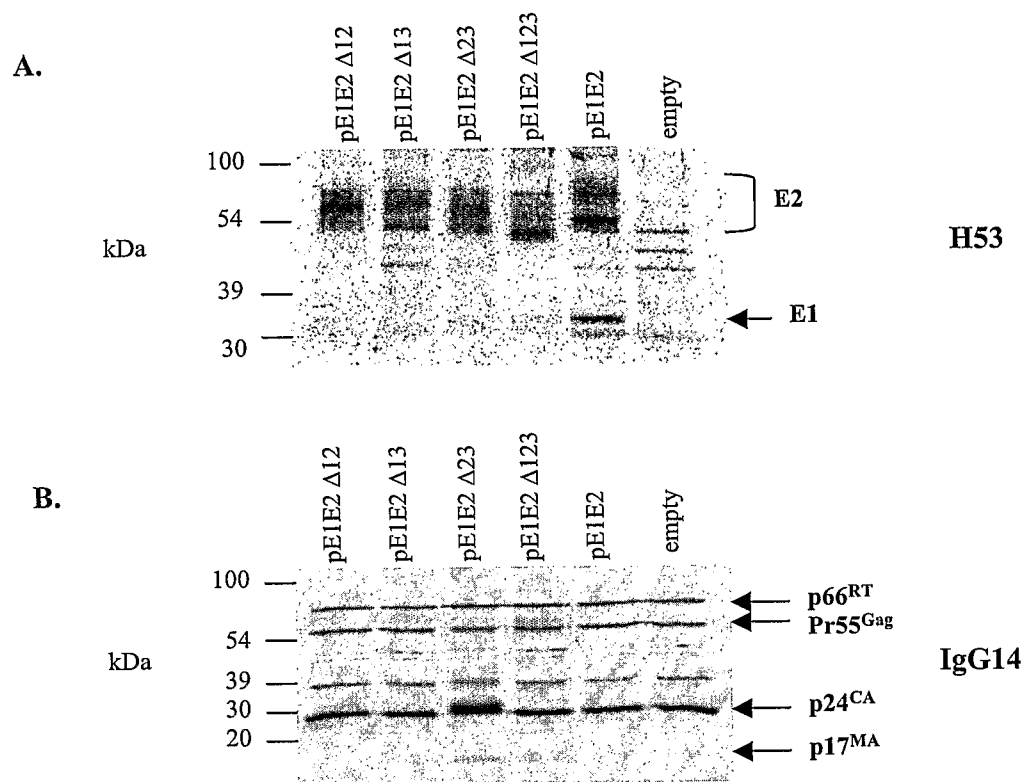 A.
pE1E2 Δ12
pE1E2 Δ13
pE1E2 Δ23
pE1E2 Δ123
pE1E2
empty
100
54
39
30
kDa
E2
E1
H53
B.
pE1E2 Δ12
pE1E2 Δ13
pE1E2 Δ23
pE1E2 Δ123
pE1E2
empty
100
54
39
30
20
kDa
p66RT
Pr55Gag
p24CA
p17MA
IgG14